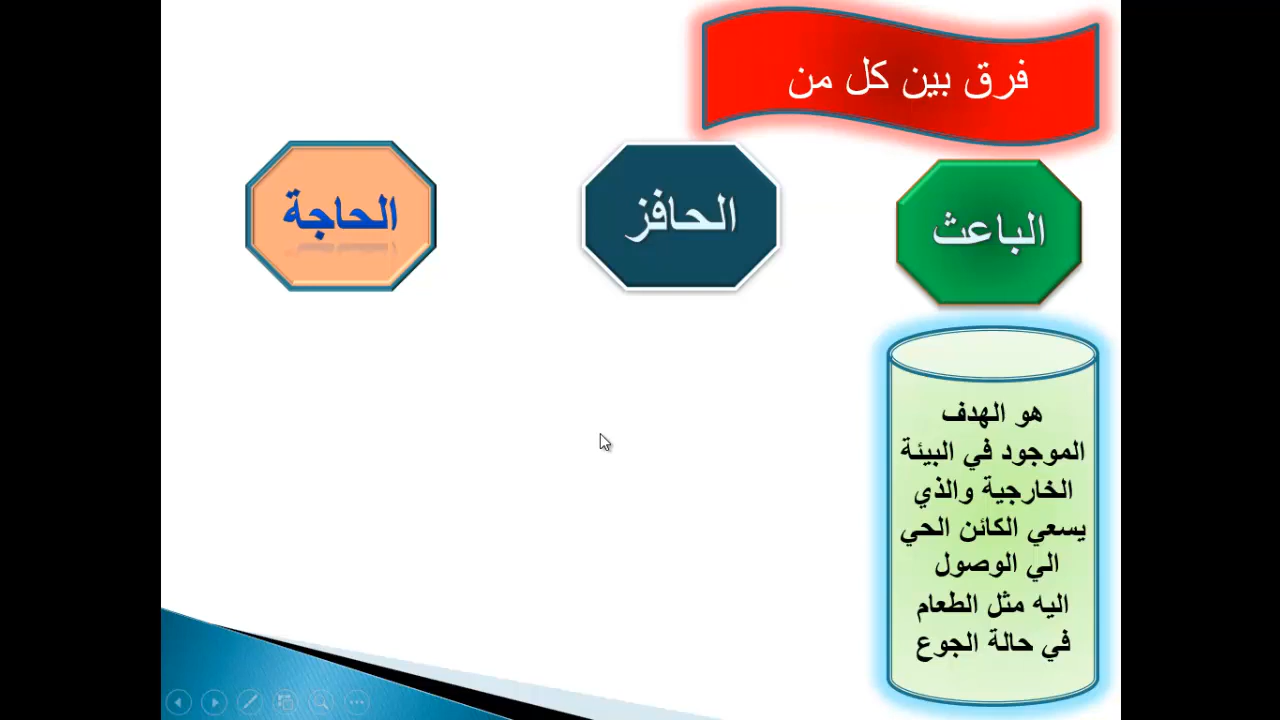 فرق بين كل من
الباعث
الحافز
الحاجة
هو الهدف
الموجود في البيئة
الخارجية والذي
يسعي الكائن الحي
الي الوصول
اليه مثل الطعام
في حالة الجوع